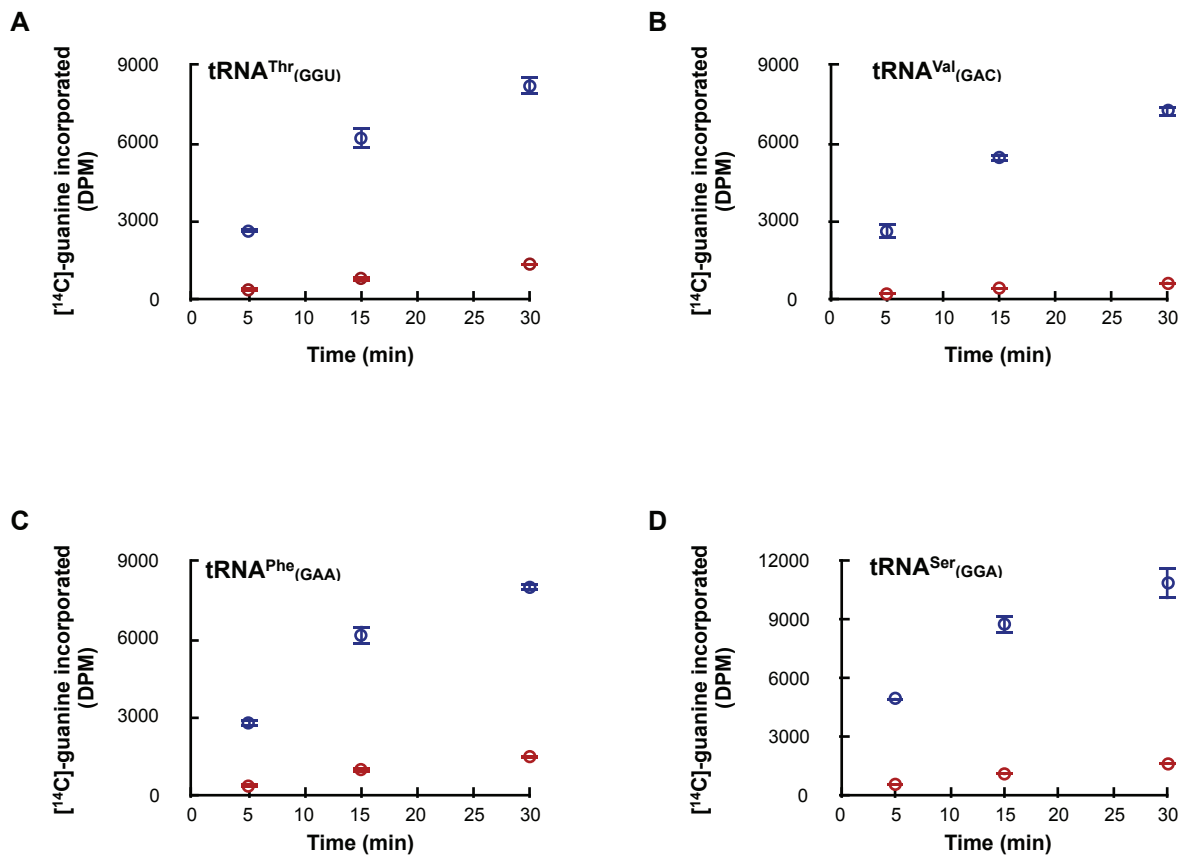 A
tRNAThr(GGU)
[14C]-guanine incorporated
(DPM)
9000
6000
3000
0
0 5 10 15 20 25 30
Time (min)
B
tRNAVal(GAC)
[14C]-guanine incorporated
(DPM)
9000
6000
3000
0
0 5 10 15 20 25 30
Time (min)
C
tRNAPhe(GAA)
[14C]-guanine incorporated
(DPM)
9000
6000
3000
0
0 5 10 15 20 25 30
Time (min)
D
tRNASer(GGA)
[14C]-guanine incorporated
(DPM)
12000
9000
6000
3000
0
0 5 10 15 20 25 30
Time (min)